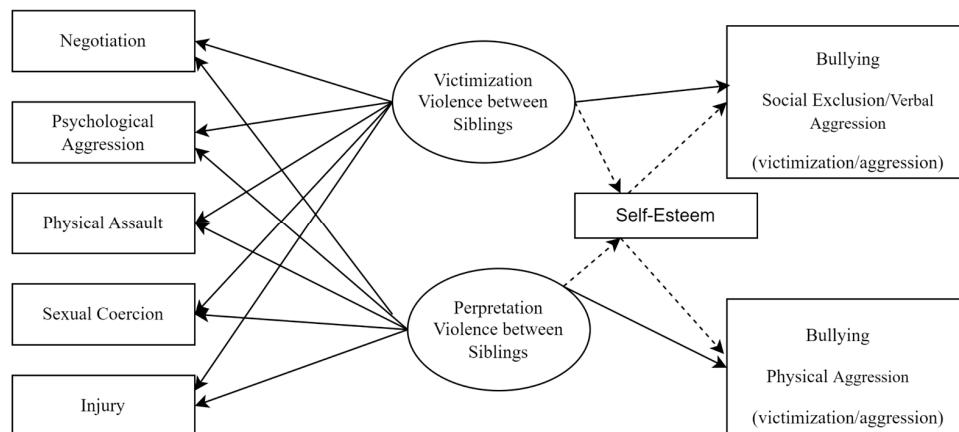 Negotiation
Psychological
Aggression
Physical Assault
Sexual Coercion
Injury
Victimization
Violence between
Siblings
Perpretation
Violence between
Siblings
Self-Esteem
Bullying
Social Exclusion/Verbal
Aggression
(victimization/aggression)
Bullying
Physical Aggression
(victimization/aggression)